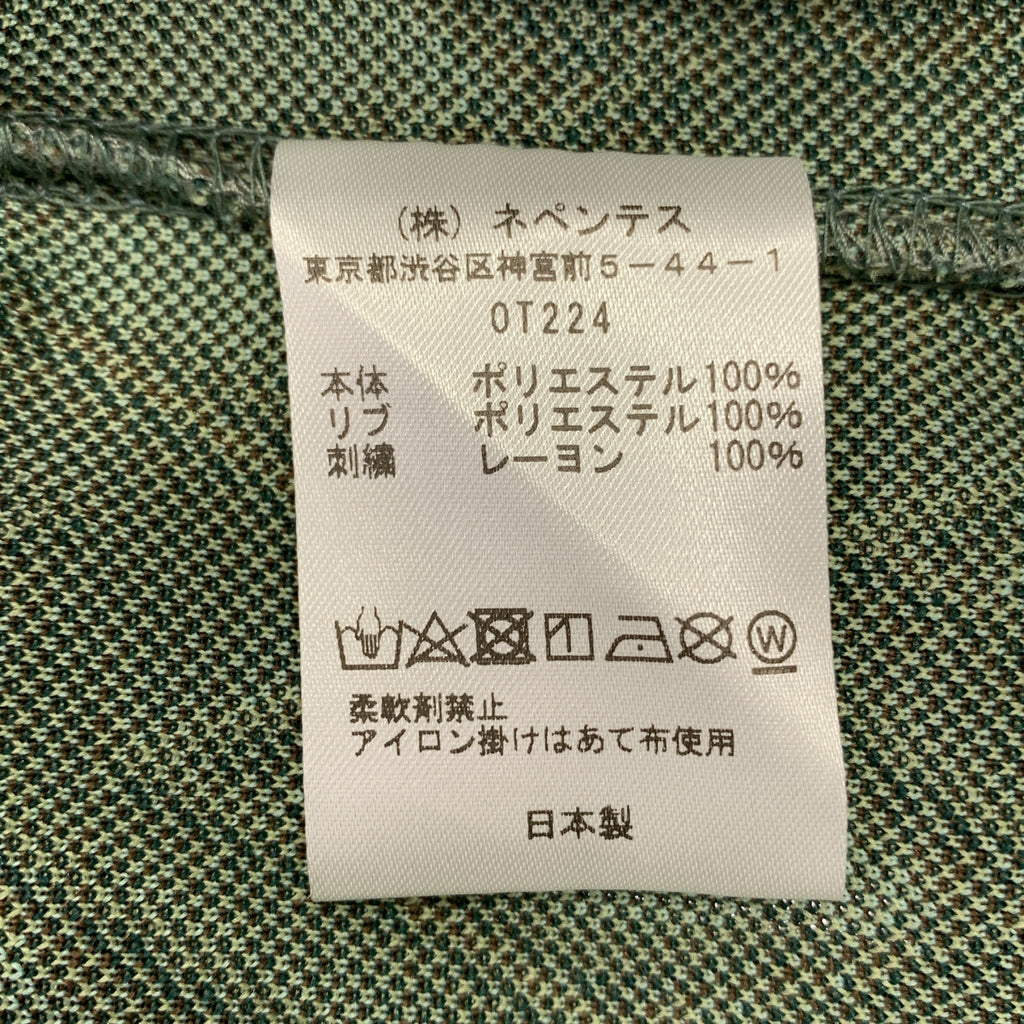 (株) ネペンテス
東京都渋谷区神宮前5-44-1
OT224
本体 ポリエステル100%
リブ ポリエステル100%
刺繍 レーヨン 100%
W
柔軟剤禁止
アイロン掛けはあて布使用
日本製